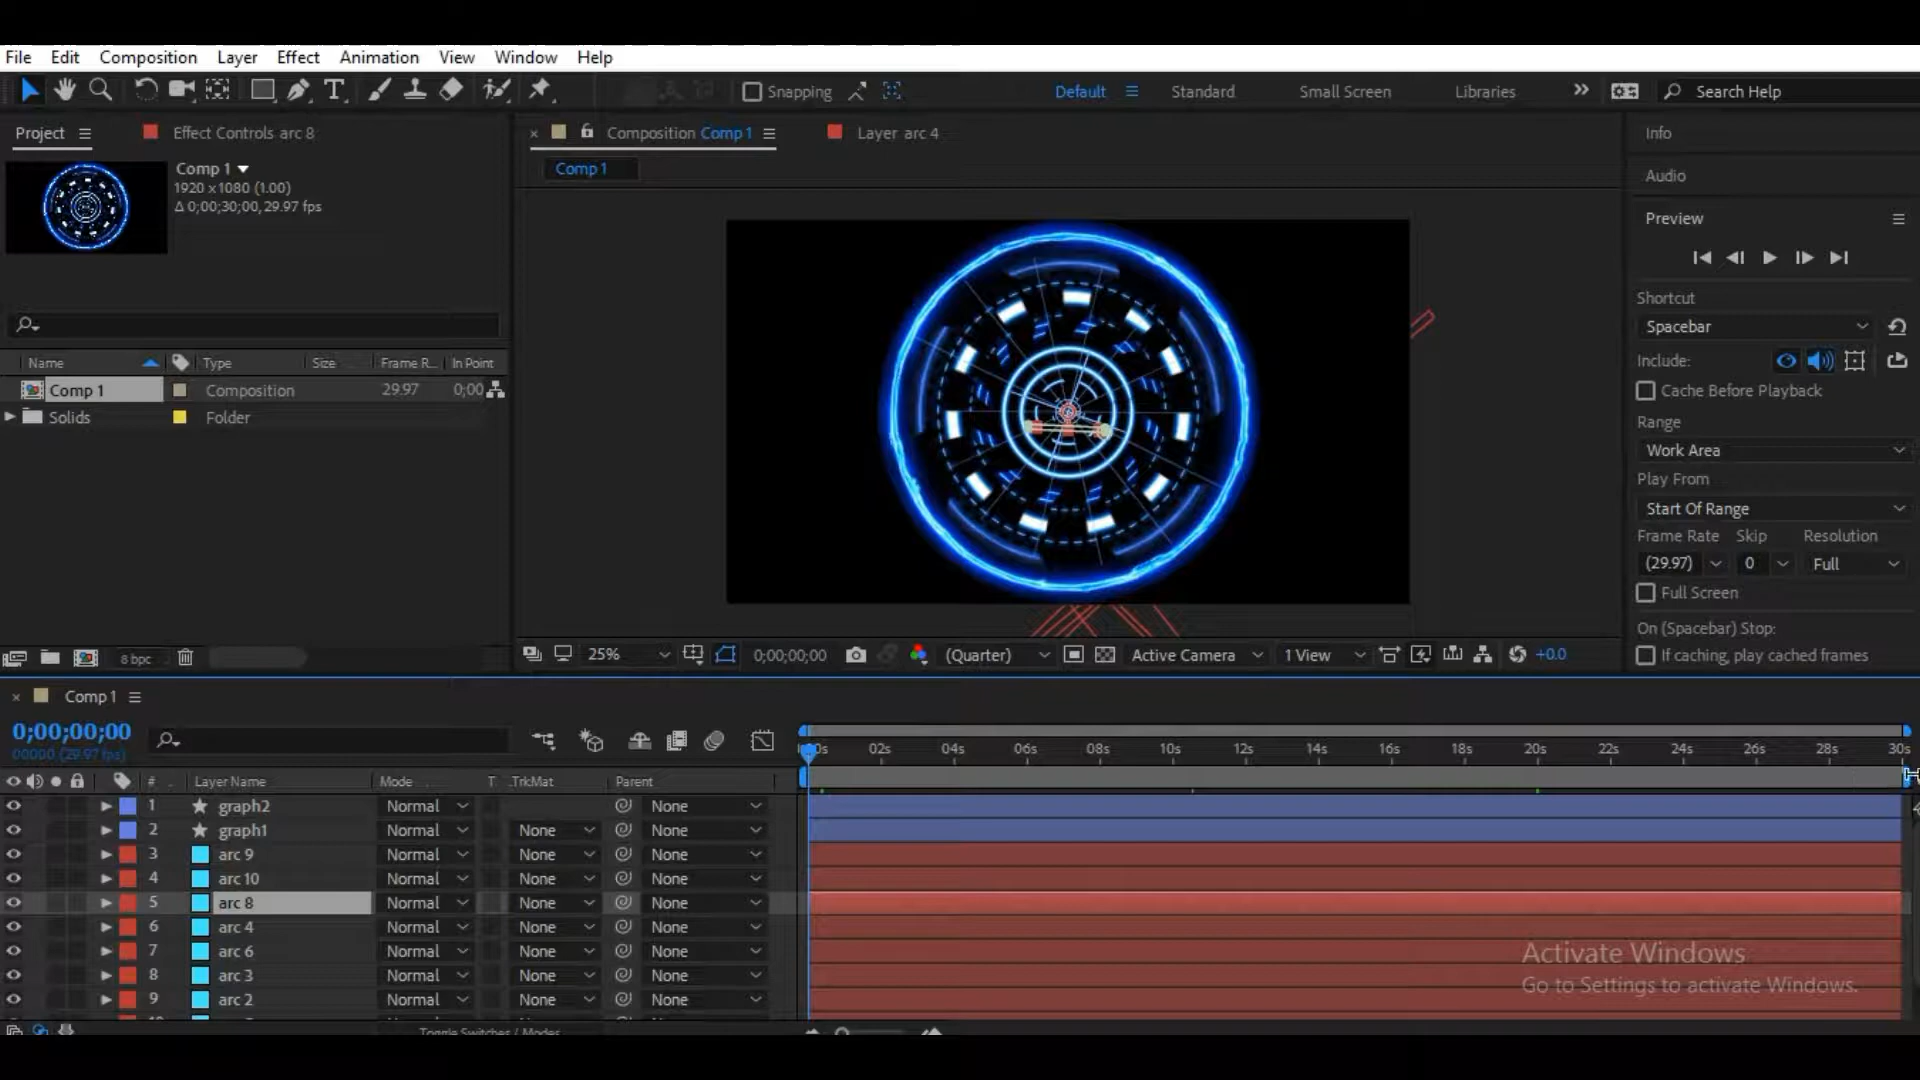 File Edit Composition Layer Effect Animation View Window Help
Snapping Default Standard Small Screen Libraries Search Help
Project Effect Controls arc 8
Composition Comp 1 Layer arc 4
Comp 1
Comp 1
1920 x 1080 (1.00)
Δ 0;00;30;00, 29.97 fps
Name Type Size Frame R... In Point
Comp 1 Composition 29.97 0;00
Solids Folder
8 bpc
25% 0;00;00;00 (Quarter) Active Camera 1 View +0.0
Info
Audio
Preview
Shortcut
Spacebar
Include:
Cache Before Playback
Range
Work Area
Play From
Start Of Range
Frame Rate Skip Resolution
(29.97) 0 Full
Full Screen
On (Spacebar) Stop:
If caching, play cached frames
Comp 1
0;00;00;00
00000 (29.97 fps)
02s 04s 06s 08s 10s 12s 14s 16s 18s 20s 22s 24s 26s 28s 30s
# Layer Name Mode T .TrkMat Parent
1 graph2 Normal None
2 graph1 Normal None None
3 arc 9 Normal None None
4 arc 10 Normal None None
5 arc 8 Normal None None
6 arc 4 Normal None None
7 arc 6 Normal None None
8 arc 3 Normal None None
9 arc 2 Normal None None
Toggle Switches / Modes
Activate Windows
Go to Settings to activate Windows.